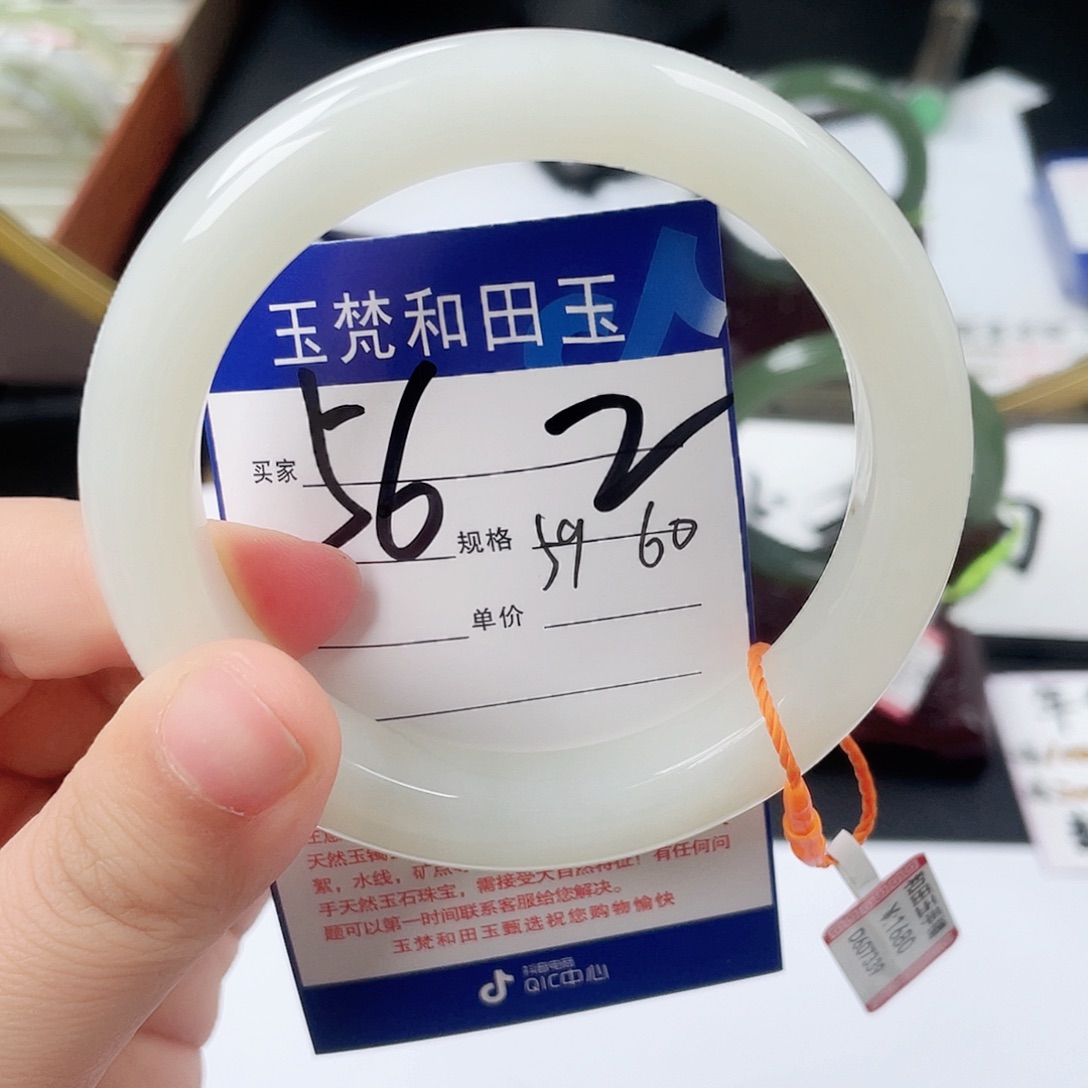 玉梵和田玉
56 2
买家
规格 59 60
单价
天然玉镯
絮，水线，矿点
需接受大自然特征！有任何问
手天然玉石珠宝，
题可以第一时间联系客服给您解决。
玉梵和田玉甄选祝您购物愉快
抖音电商
QIC中心
¥1680
D607339